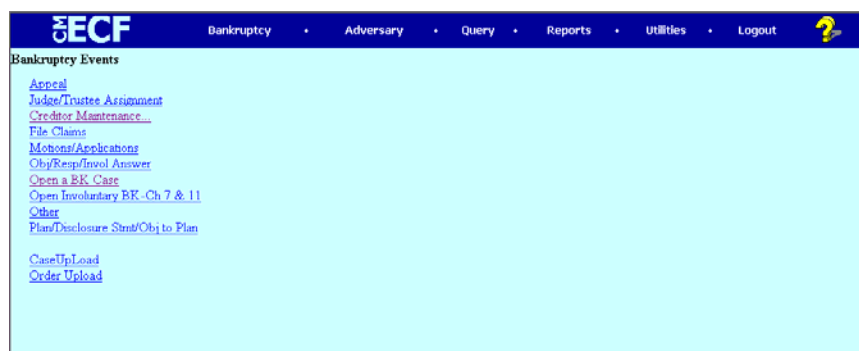 CM ECF Bankruptcy • Adversary • Query • Reports • Utilities • Logout ?
Bankruptcy Events
Appeal
Judge/Trustee Assignment
Creditor Maintenance...
File Claims
Motions/Applications
Obj/Resp/Invol Answer
Open a BK Case
Open Involuntary BK-Ch 7 & 11
Other
Plan/Disclosure Stmt/Obj to Plan
CaseUpLoad
Order Upload